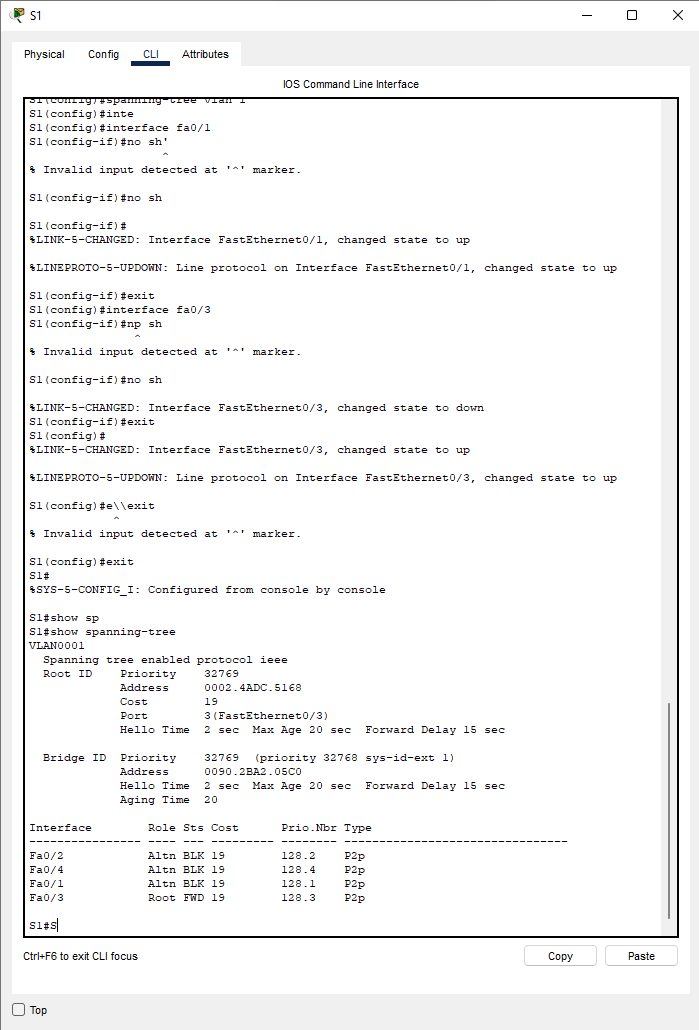 S1
Physical Config CLI Attributes
IOS Command Line Interface
S1(config)#spanning-tree vlan 1
S1(config)#inte
S1(config)#interface fa0/1
S1(config-if)#no sh'
^
% Invalid input detected at '^' marker.
S1(config-if)#no sh
S1(config-if)#
%LINK-5-CHANGED: Interface FastEthernet0/1, changed state to up
%LINEPROTO-5-UPDOWN: Line protocol on Interface FastEthernet0/1, changed state to up
S1(config-if)#exit
S1(config)#interface fa0/3
S1(config-if)#np sh
^
% Invalid input detected at '^' marker.
S1(config-if)#no sh
%LINK-5-CHANGED: Interface FastEthernet0/3, changed state to down
S1(config-if)#exit
S1(config)#
%LINK-5-CHANGED: Interface FastEthernet0/3, changed state to up
%LINEPROTO-5-UPDOWN: Line protocol on Interface FastEthernet0/3, changed state to up
S1(config)#e\\exit
^
% Invalid input detected at '^' marker.
S1(config)#exit
S1#
%SYS-5-CONFIG_I: Configured from console by console
S1#show sp
S1#show spanning-tree
VLAN0001
Spanning tree enabled protocol ieee
Root ID Priority 32769
Address 0002.4ADC.5168
Cost 19
Port 3(FastEthernet0/3)
Hello Time 2 sec Max Age 20 sec Forward Delay 15 sec
Bridge ID Priority 32769 (priority 32768 sys-id-ext 1)
Address 0090.2BA2.05C0
Hello Time 2 sec Max Age 20 sec Forward Delay 15 sec
Aging Time 20
Interface Role Sts Cost Prio.Nbr Type
---------------- ---- --- --------- -------- --------------------------------
Fa0/2 Altn BLK 19 128.2 P2p
Fa0/4 Altn BLK 19 128.4 P2p
Fa0/1 Altn BLK 19 128.1 P2p
Fa0/3 Root FWD 19 128.3 P2p
S1#S
Ctrl+F6 to exit CLI focus Copy Paste
Top